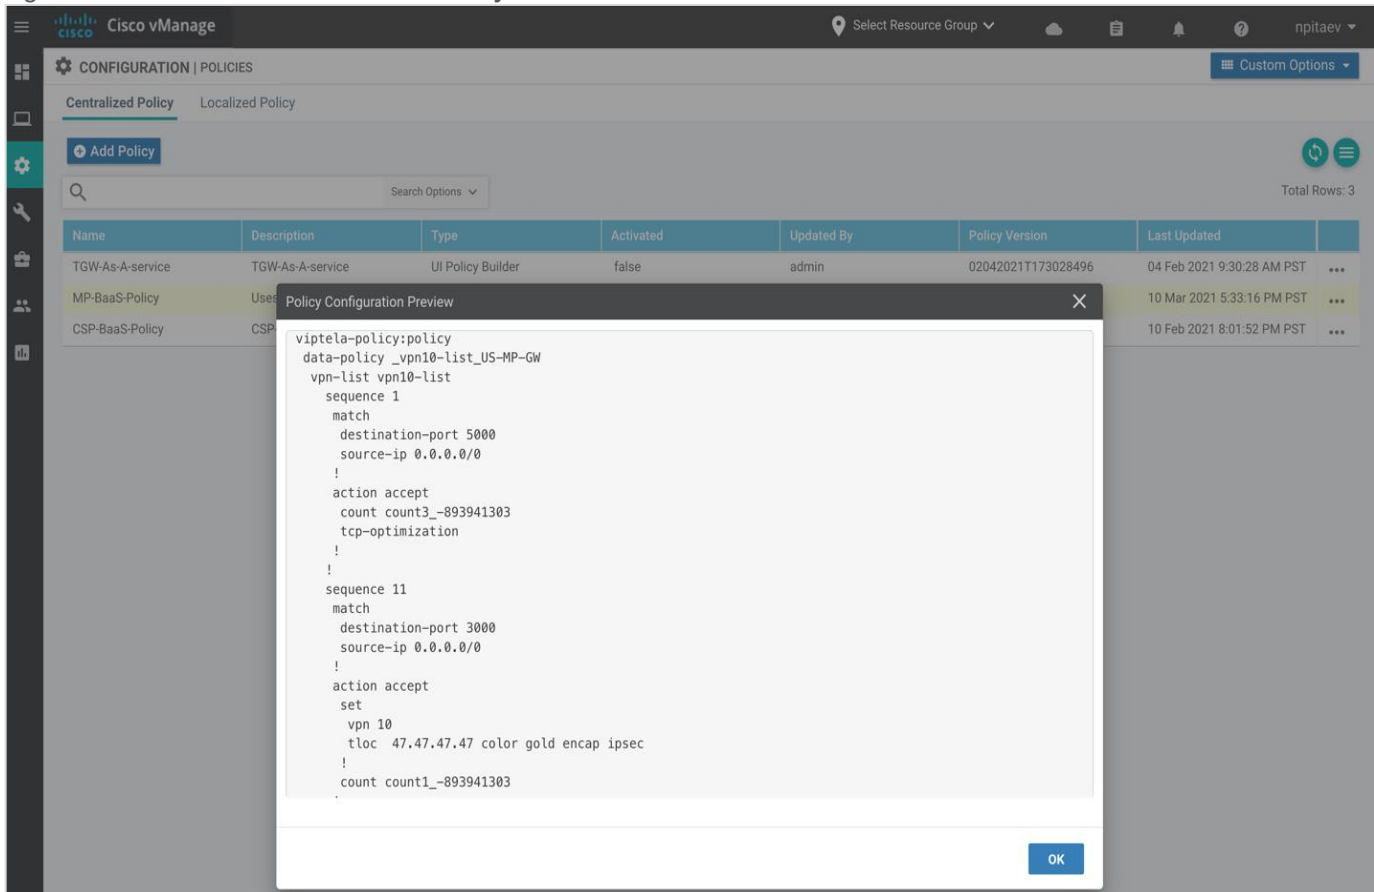 cisco Cisco vManage
Select Resource Group
npitaev
CONFIGURATION | POLICIES
Custom Options
Centralized Policy Localized Policy
Add Policy
Search Options
Total Rows: 3
Name Description Type Activated Updated By Policy Version Last Updated
TGW-As-A-service TGW-As-A-service UI Policy Builder false admin 02042021T173028496 04 Feb 2021 9:30:28 AM PST
MP-BaaS-Policy Uses 10 Mar 2021 5:33:16 PM PST
CSP-BaaS-Policy CSP- 10 Feb 2021 8:01:52 PM PST
Policy Configuration Preview
viptela-policy:policy
data-policy _vpn10-list_US-MP-GW
vpn-list vpn10-list
sequence 1
match
destination-port 5000
source-ip 0.0.0.0/0
!
action accept
count count3_-893941303
tcp-optimization
!
!
sequence 11
match
destination-port 3000
source-ip 0.0.0.0/0
!
action accept
set
vpn 10
tloc 47.47.47.47 color gold encap ipsec
!
count count1_-893941303
OK